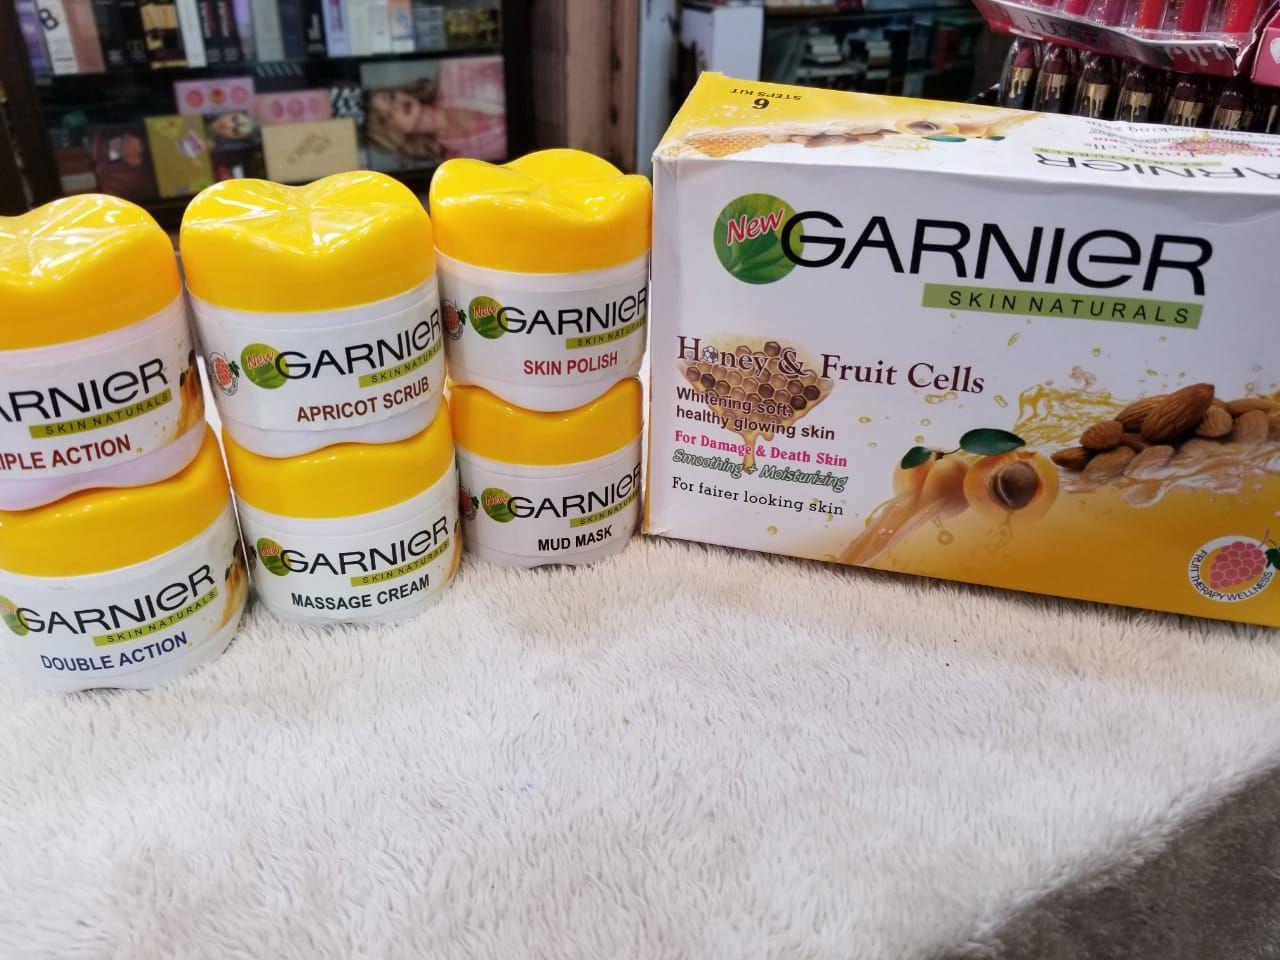 6
STEPS KIT
GARNIER
SKIN NATURALS
New
GARNIER
SKIN NATURALS
Honey & Fruit Cells
Whitening soft,
healthy glowing skin
For Damage & Death Skin
Smoothing + Moisturizing
For fairer looking skin
FRUIT THERAPY WELLNESS
New
GARNIER
SKIN NATURALS
SKIN POLISH
New
GARNIER
SKIN NATURALS
APRICOT SCRUB
ARNIER
SKIN NATURALS
IPLE ACTION
New
GARNIER
SKIN NATURALS
MUD MASK
New
GARNIER
SKIN NATURALS
MASSAGE CREAM
GARNIER
SKIN NATURALS
DOUBLE ACTION